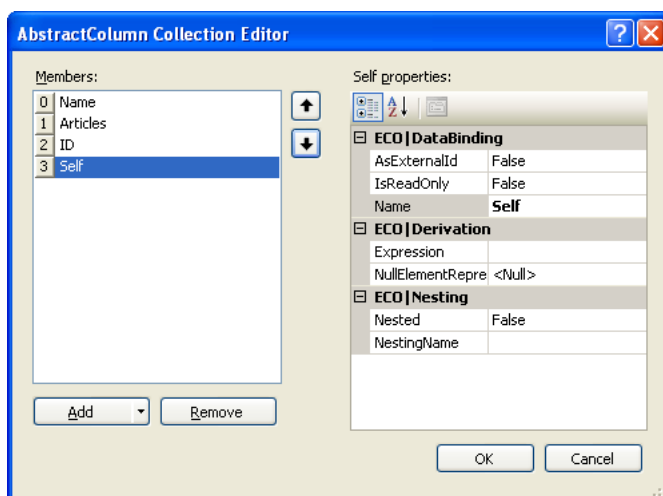 AbstractColumn Collection Editor
Members:
0 Name
1 Articles
2 ID
3 Self
Add
Remove
Self properties:
ECO|DataBinding
AsExternalId False
IsReadOnly False
Name Self
ECO|Derivation
Expression
NullElementRepre <Null>
ECO|Nesting
Nested False
NestingName
OK
Cancel